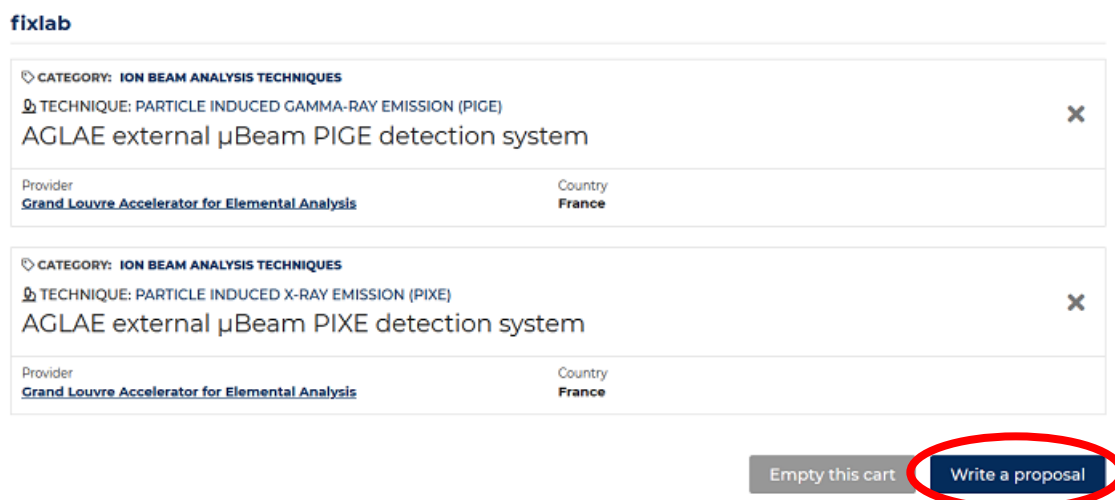 fixlab
CATEGORY: ION BEAM ANALYSIS TECHNIQUES
TECHNIQUE: PARTICLE INDUCED GAMMA-RAY EMISSION (PIGE)
AGLAE external µBeam PIGE detection system
Provider Country
Grand Louvre Accelerator for Elemental Analysis France
CATEGORY: ION BEAM ANALYSIS TECHNIQUES
TECHNIQUE: PARTICLE INDUCED X-RAY EMISSION (PIXE)
AGLAE external µBeam PIXE detection system
Provider Country
Grand Louvre Accelerator for Elemental Analysis France
Empty this cart Write a proposal